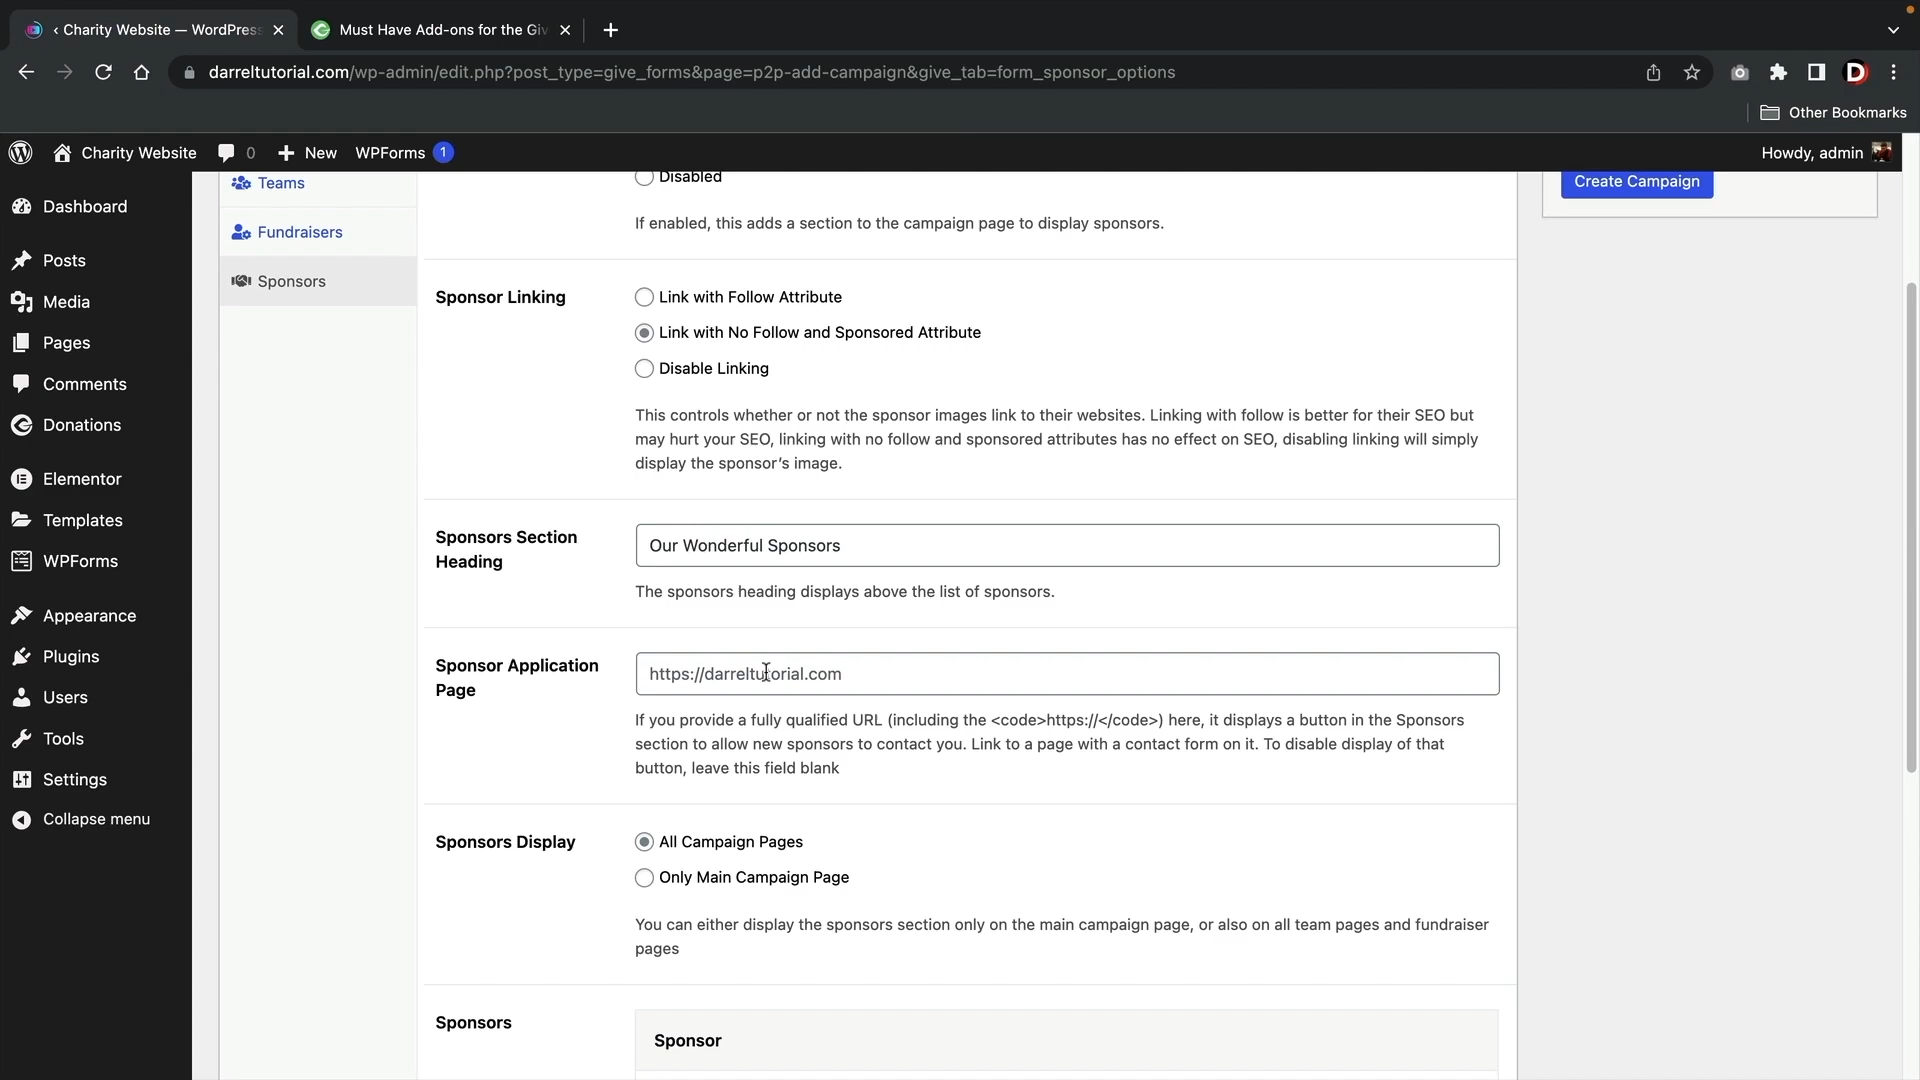 ‹ Charity Website — WordPress
Must Have Add-ons for the Giv
darreltutorial.com/wp-admin/edit.php?post_type=give_forms&page=p2p-add-campaign&give_tab=form_sponsor_options
D
Other Bookmarks
Charity Website
0
New
WPForms 1
Howdy, admin
Dashboard
Posts
Media
Pages
Comments
Donations
Elementor
Templates
WPForms
Appearance
Plugins
Users
Tools
Settings
Collapse menu
Teams
Fundraisers
Sponsors
Disabled
If enabled, this adds a section to the campaign page to display sponsors.
Create Campaign
Sponsor Linking
Link with Follow Attribute
Link with No Follow and Sponsored Attribute
Disable Linking
This controls whether or not the sponsor images link to their websites. Linking with follow is better for their SEO but
may hurt your SEO, linking with no follow and sponsored attributes has no effect on SEO, disabling linking will simply
display the sponsor's image.
Sponsors Section
Heading
Our Wonderful Sponsors
The sponsors heading displays above the list of sponsors.
Sponsor Application
Page
https://darreltutorial.com
If you provide a fully qualified URL (including the <code>https://</code>) here, it displays a button in the Sponsors
section to allow new sponsors to contact you. Link to a page with a contact form on it. To disable display of that
button, leave this field blank
Sponsors Display
All Campaign Pages
Only Main Campaign Page
You can either display the sponsors section only on the main campaign page, or also on all team pages and fundraiser
pages
Sponsors
Sponsor